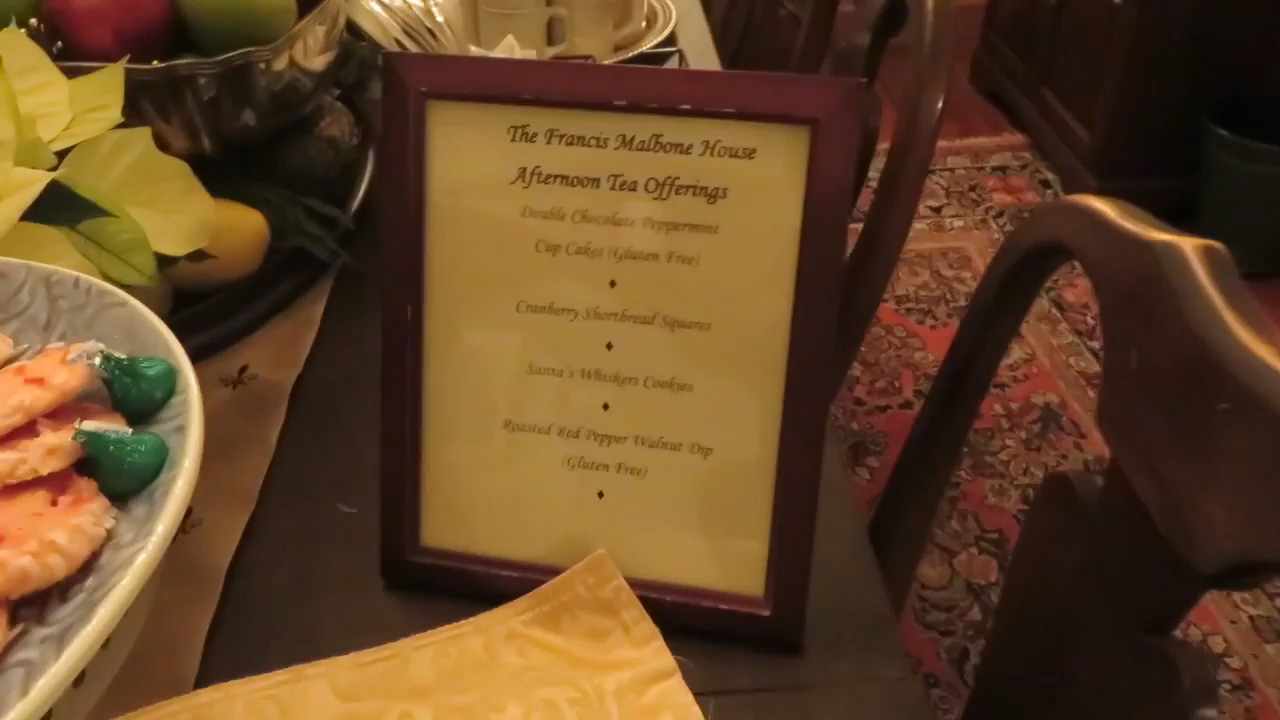 The Francis Malbone House
Afternoon Tea Offerings
Double Chocolate Peppermint
Cup Cakes (Gluten Free)
Cranberry Shortbread Squares
Santa's Whiskers Cookies
Roasted Red Pepper Walnut Dip
(Gluten Free)